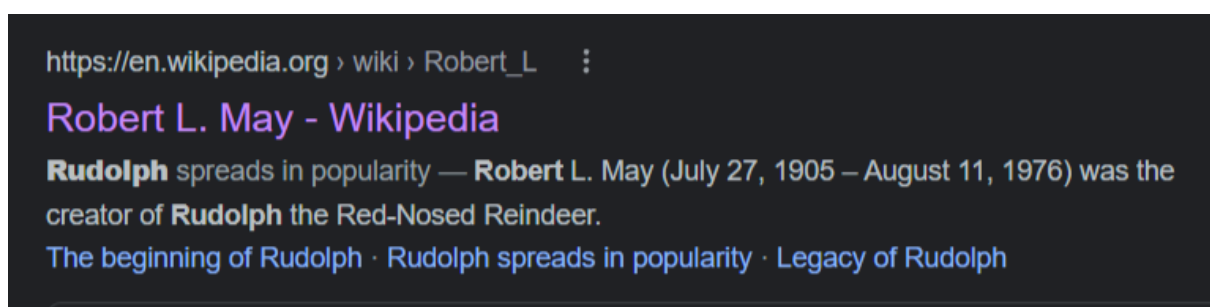 https://en.wikipedia.org › wiki › Robert_L
Robert L. May - Wikipedia
Rudolph spreads in popularity — Robert L. May (July 27, 1905 – August 11, 1976) was the
creator of Rudolph the Red-Nosed Reindeer.
The beginning of Rudolph · Rudolph spreads in popularity · Legacy of Rudolph